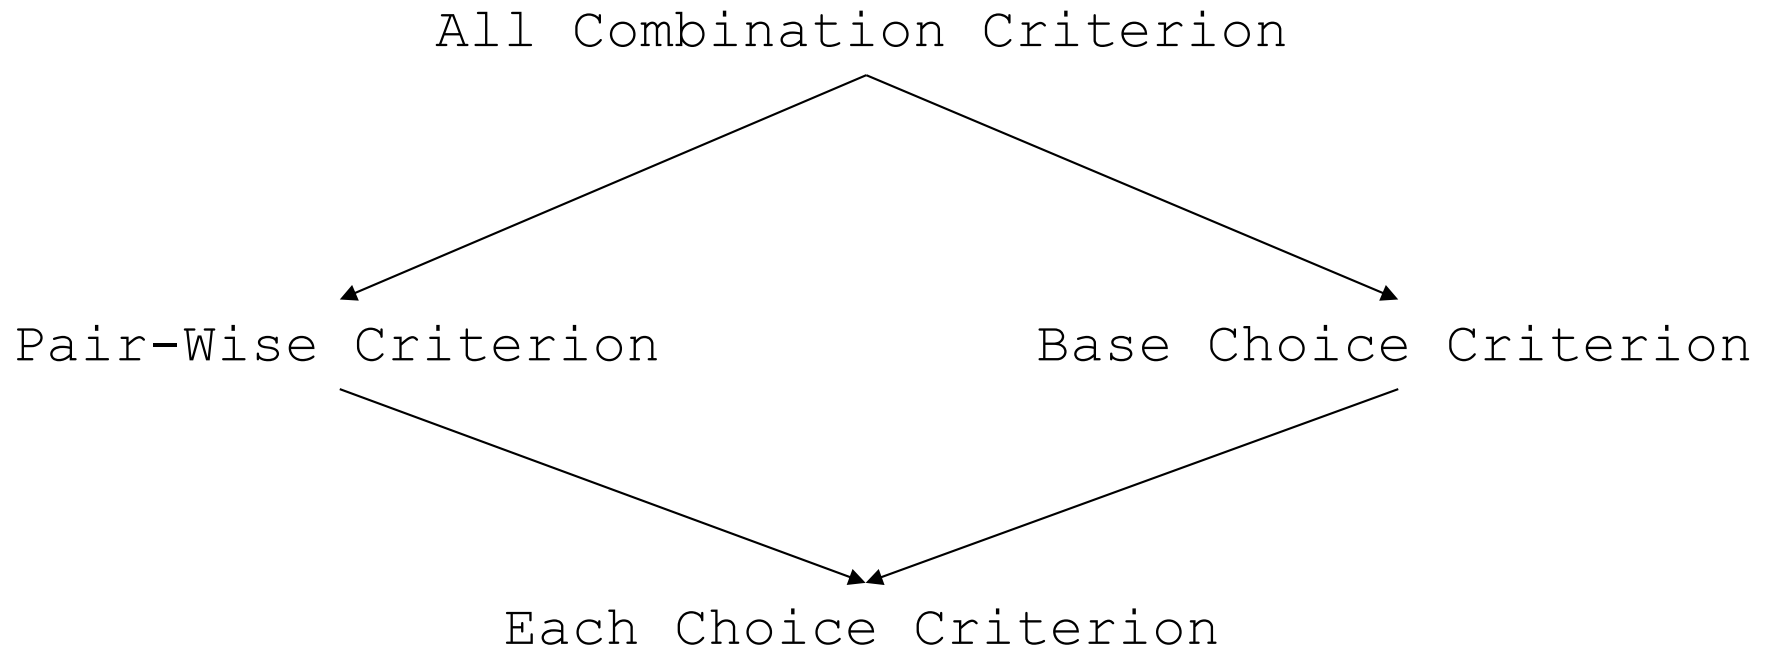 All Combination Criterion
Pair-Wise Criterion
Base Choice Criterion
Each Choice Criterion